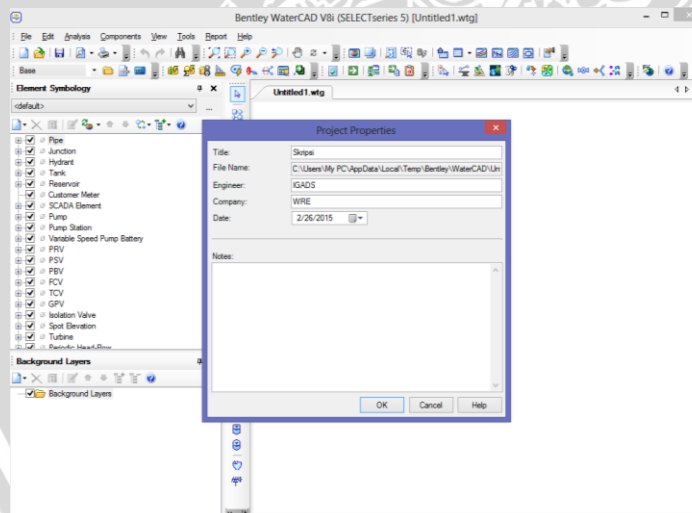 Bentley WaterCAD V8i (SELECTseries 5) [Untitled1.wtg]
File Edit Analysis Components View Tools Report Help
Base
Element Symbology
<default>
Untitled1.wtg
Pipe
Junction
Hydrant
Tank
Reservoir
Customer Meter
SCADA Element
Pump
Pump Station
Variable Speed Pump Battery
PRV
PSV
PBV
FCV
TCV
GPV
Isolation Valve
Spot Elevation
Turbine
Periodic Head-Flow
Background Layers
Background Layers
Project Properties
Title: Skripsi
File Name: C:\Users\My PC\AppData\Local\Temp\Bentley\WaterCAD\Un
Engineer: IGADS
Company: WRE
Date: 2/26/2015
Notes:
OK Cancel Help